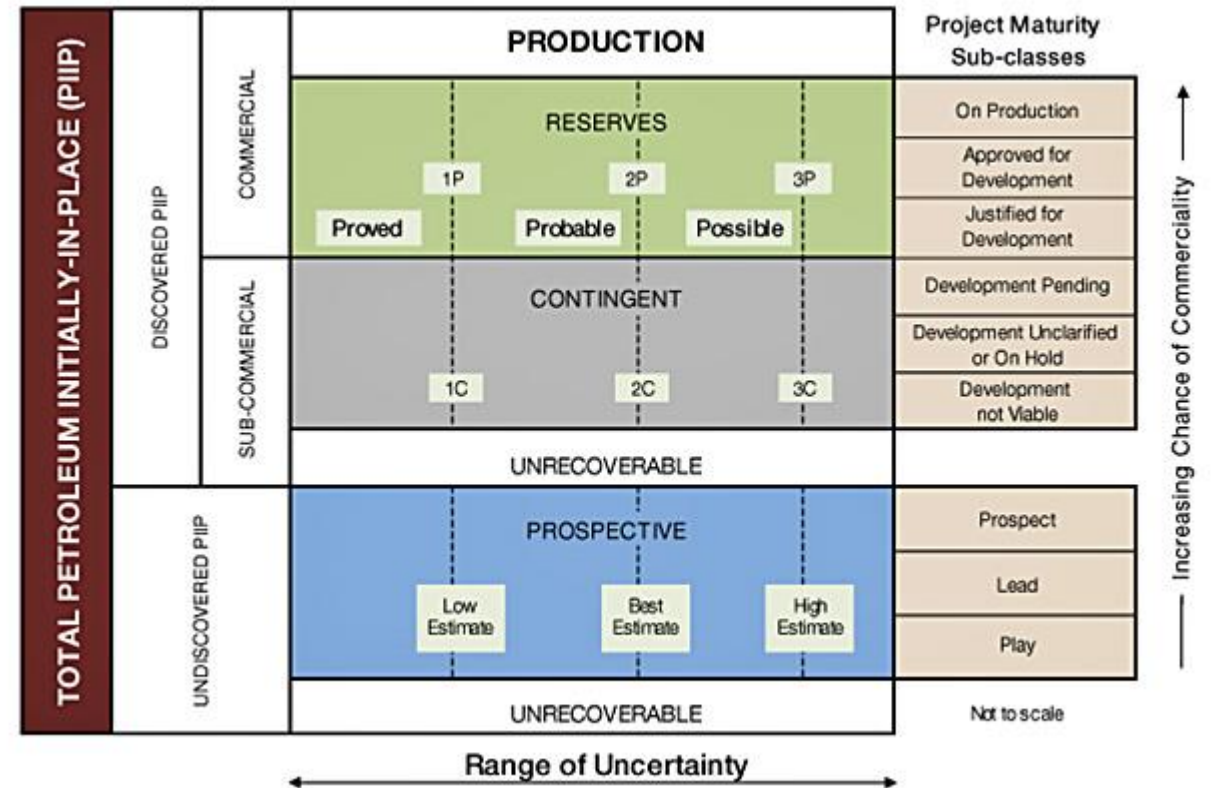 TOTAL PETROLEUM INITIALLY-IN-PLACE (PIIP)
DISCOVERED PIIP
UNDISCOVERED PIIP
COMMERCIAL
SUB-COMMERCIAL
PRODUCTION
RESERVES
1P
2P
3P
Proved
Probable
Possible
CONTINGENT
1C
2C
3C
UNRECOVERABLE
PROSPECTIVE
Low
Estimate
Best
Estimate
High
Estimate
UNRECOVERABLE
Range of Uncertainty
Project Maturity
Sub-classes
On Production
Approved for
Development
Justified for
Development
Development Pending
Development Unclarified
or On Hold
Development
not Viable
Prospect
Lead
Play
Not to scale
Increasing Chance of Commerciality